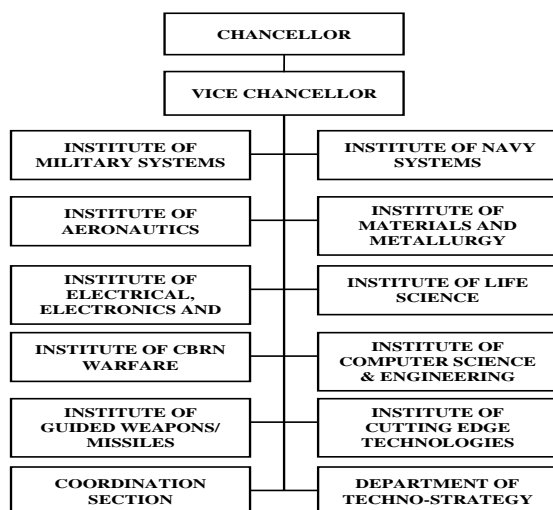 CHANCELLOR
VICE CHANCELLOR
INSTITUTE OF
MILITARY SYSTEMS
INSTITUTE OF NAVY
SYSTEMS
INSTITUTE OF
AERONAUTICS
INSTITUTE OF
MATERIALS AND
METALLURGY
INSTITUTE OF
ELECTRICAL,
ELECTRONICS AND
INSTITUTE OF LIFE
SCIENCE
INSTITUTE OF CBRN
WARFARE
INSTITUTE OF
COMPUTER SCIENCE
& ENGINEERING
INSTITUTE OF
GUIDED WEAPONS/
MISSILES
INSTITUTE OF
CUTTING EDGE
TECHNOLOGIES
COORDINATION
SECTION
DEPARTMENT OF
TECHNO-STRATEGY